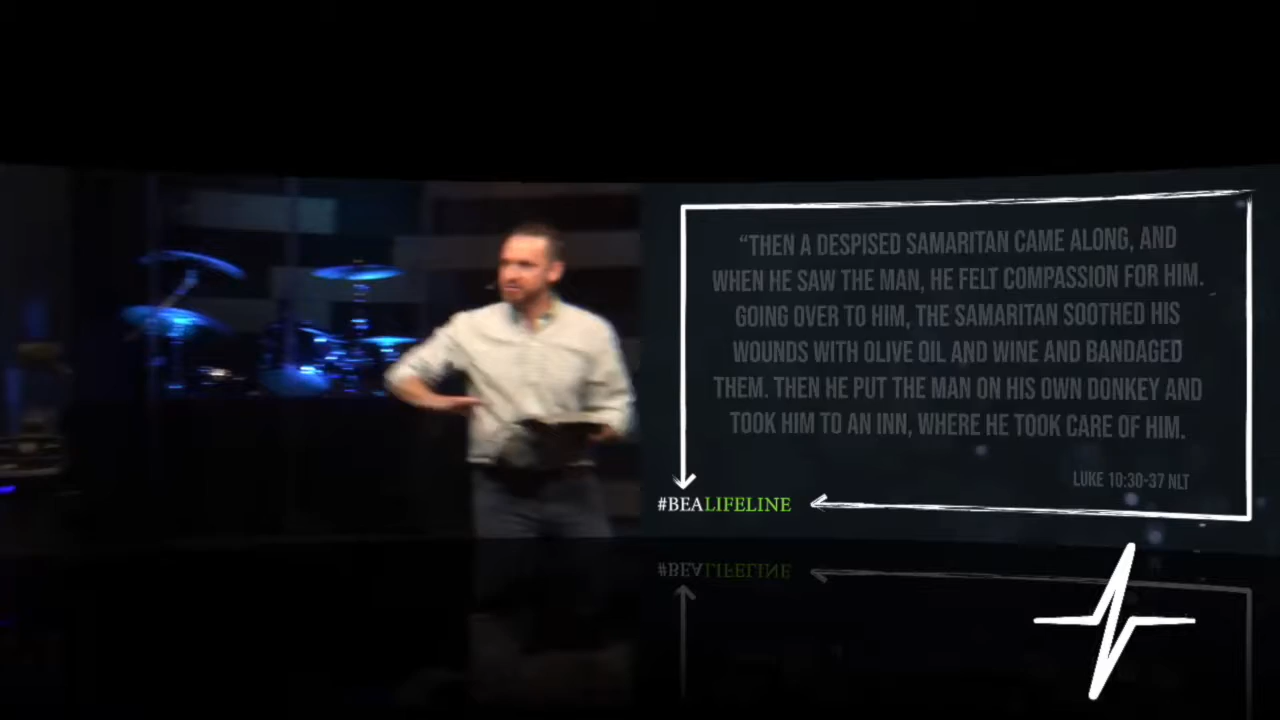 “THEN A DESPISED SAMARITAN CAME ALONG, AND
WHEN HE SAW THE MAN, HE FELT COMPASSION FOR HIM.
GOING OVER TO HIM, THE SAMARITAN SOOTHED HIS
WOUNDS WITH OLIVE OIL AND WINE AND BANDAGED
THEM. THEN HE PUT THE MAN ON HIS OWN DONKEY AND
TOOK HIM TO AN INN, WHERE HE TOOK CARE OF HIM.
LUKE 10:30-37 NLT
#BEALIFELINE